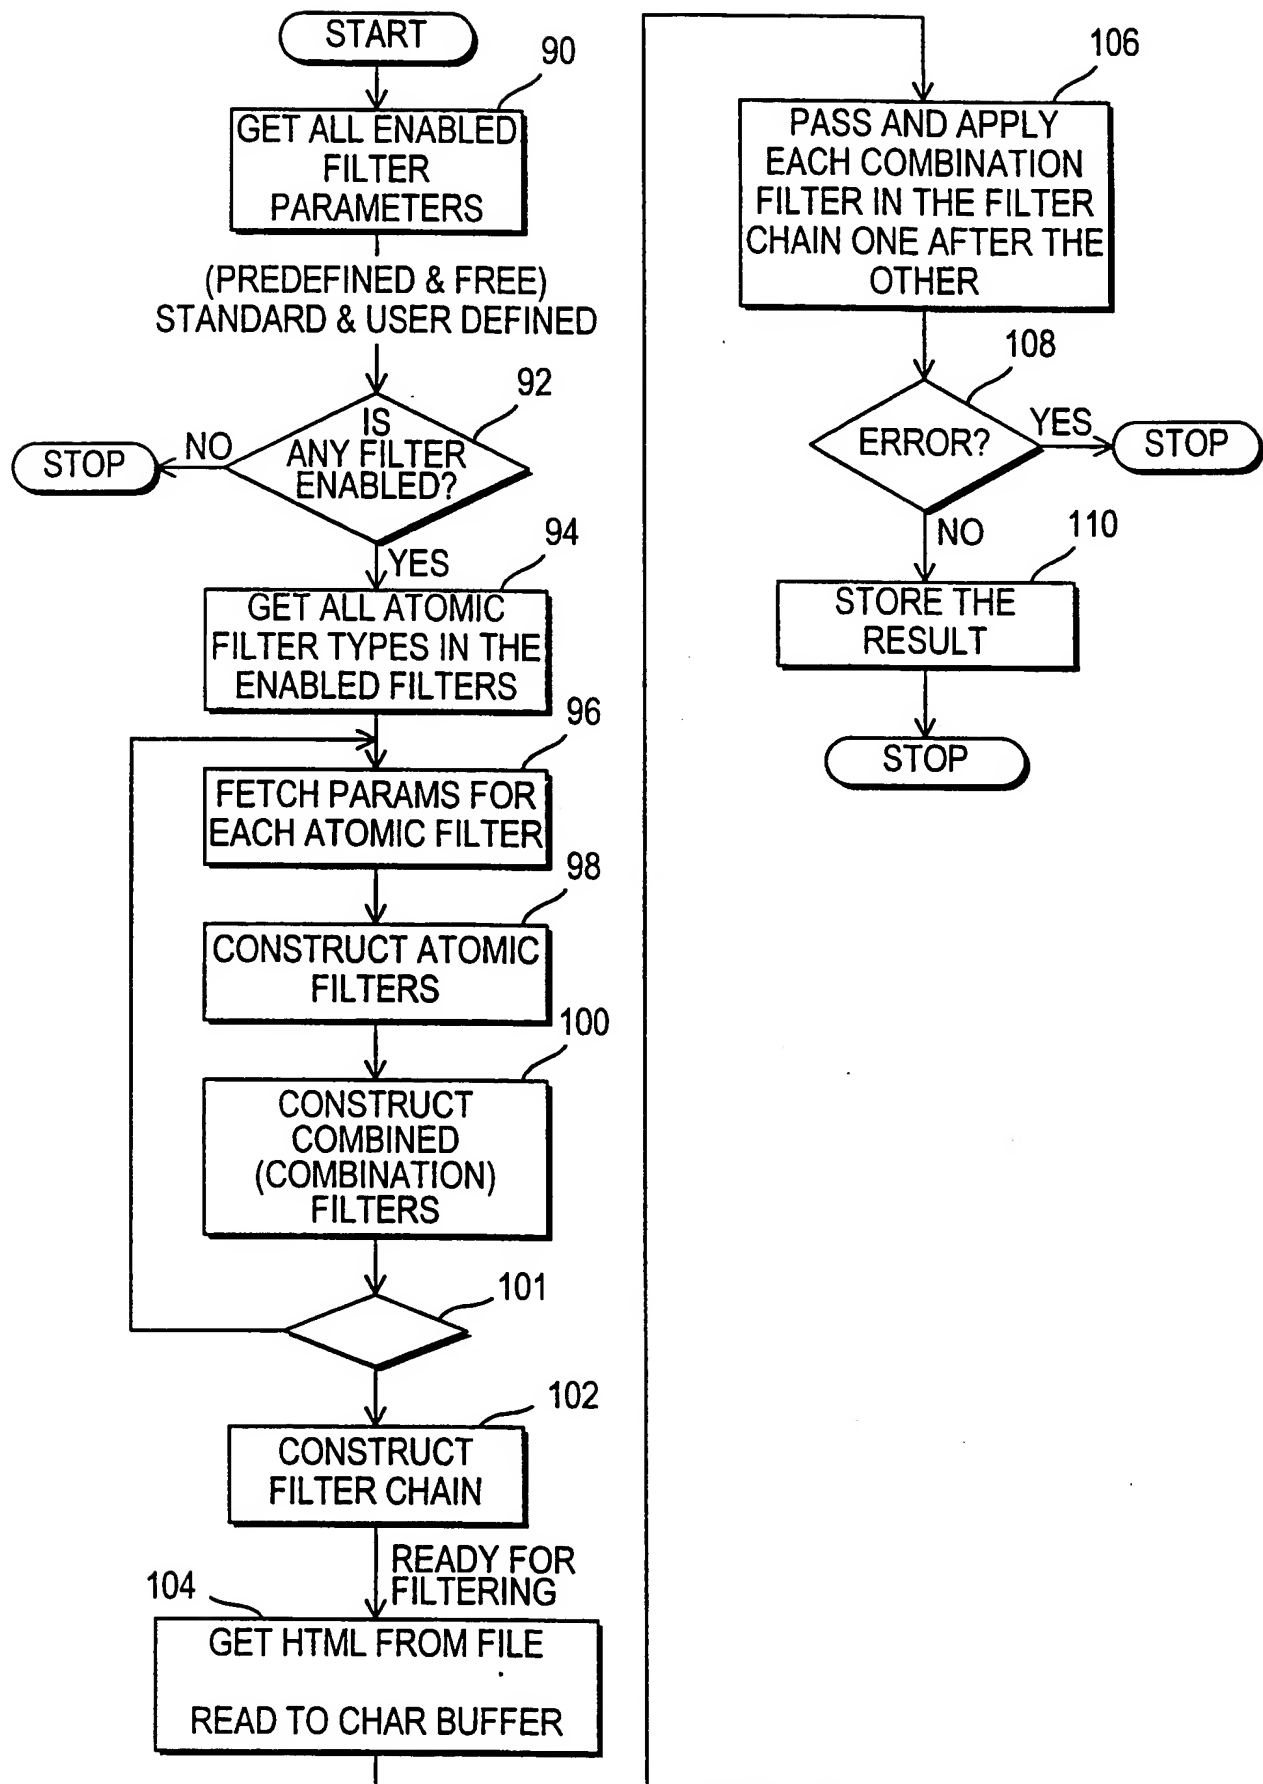 START
90
GET ALL ENABLED
FILTER
PARAMETERS
(PREDEFINED & FREE)
STANDARD & USER DEFINED
92
IS
ANY FILTER
ENABLED?
NO
STOP
YES
94
GET ALL ATOMIC
FILTER TYPES IN THE
ENABLED FILTERS
96
FETCH PARAMS FOR
EACH ATOMIC FILTER
98
CONSTRUCT ATOMIC
FILTERS
100
CONSTRUCT
COMBINED
(COMBINATION)
FILTERS
101
102
CONSTRUCT
FILTER CHAIN
READY FOR
FILTERING
104
GET HTML FROM FILE
READ TO CHAR BUFFER
106
PASS AND APPLY
EACH COMBINATION
FILTER IN THE FILTER
CHAIN ONE AFTER THE
OTHER
108
ERROR?
YES
STOP
NO
110
STORE THE
RESULT
STOP